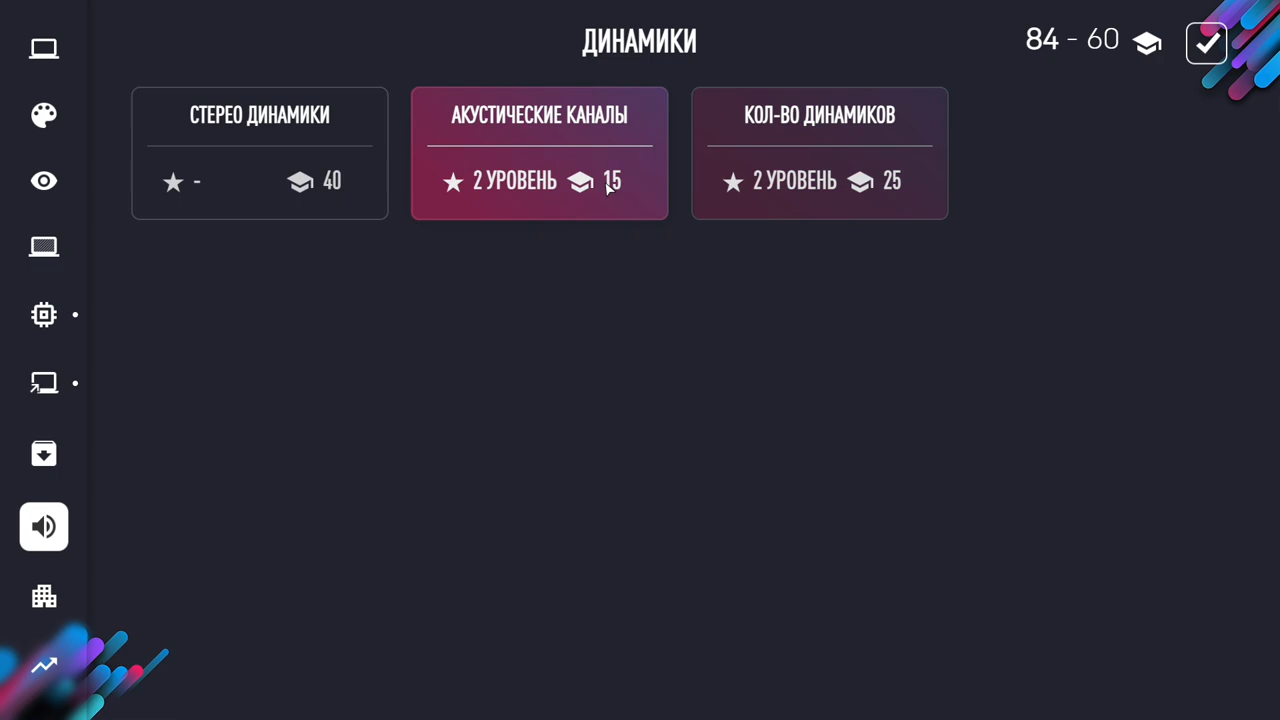 ДИНАМИКИ
84 - 60
СТЕРЕО ДИНАМИКИ
- 40
АКУСТИЧЕСКИЕ КАНАЛЫ
2 УРОВЕНЬ 15
КОЛ-ВО ДИНАМИКОВ
2 УРОВЕНЬ 25